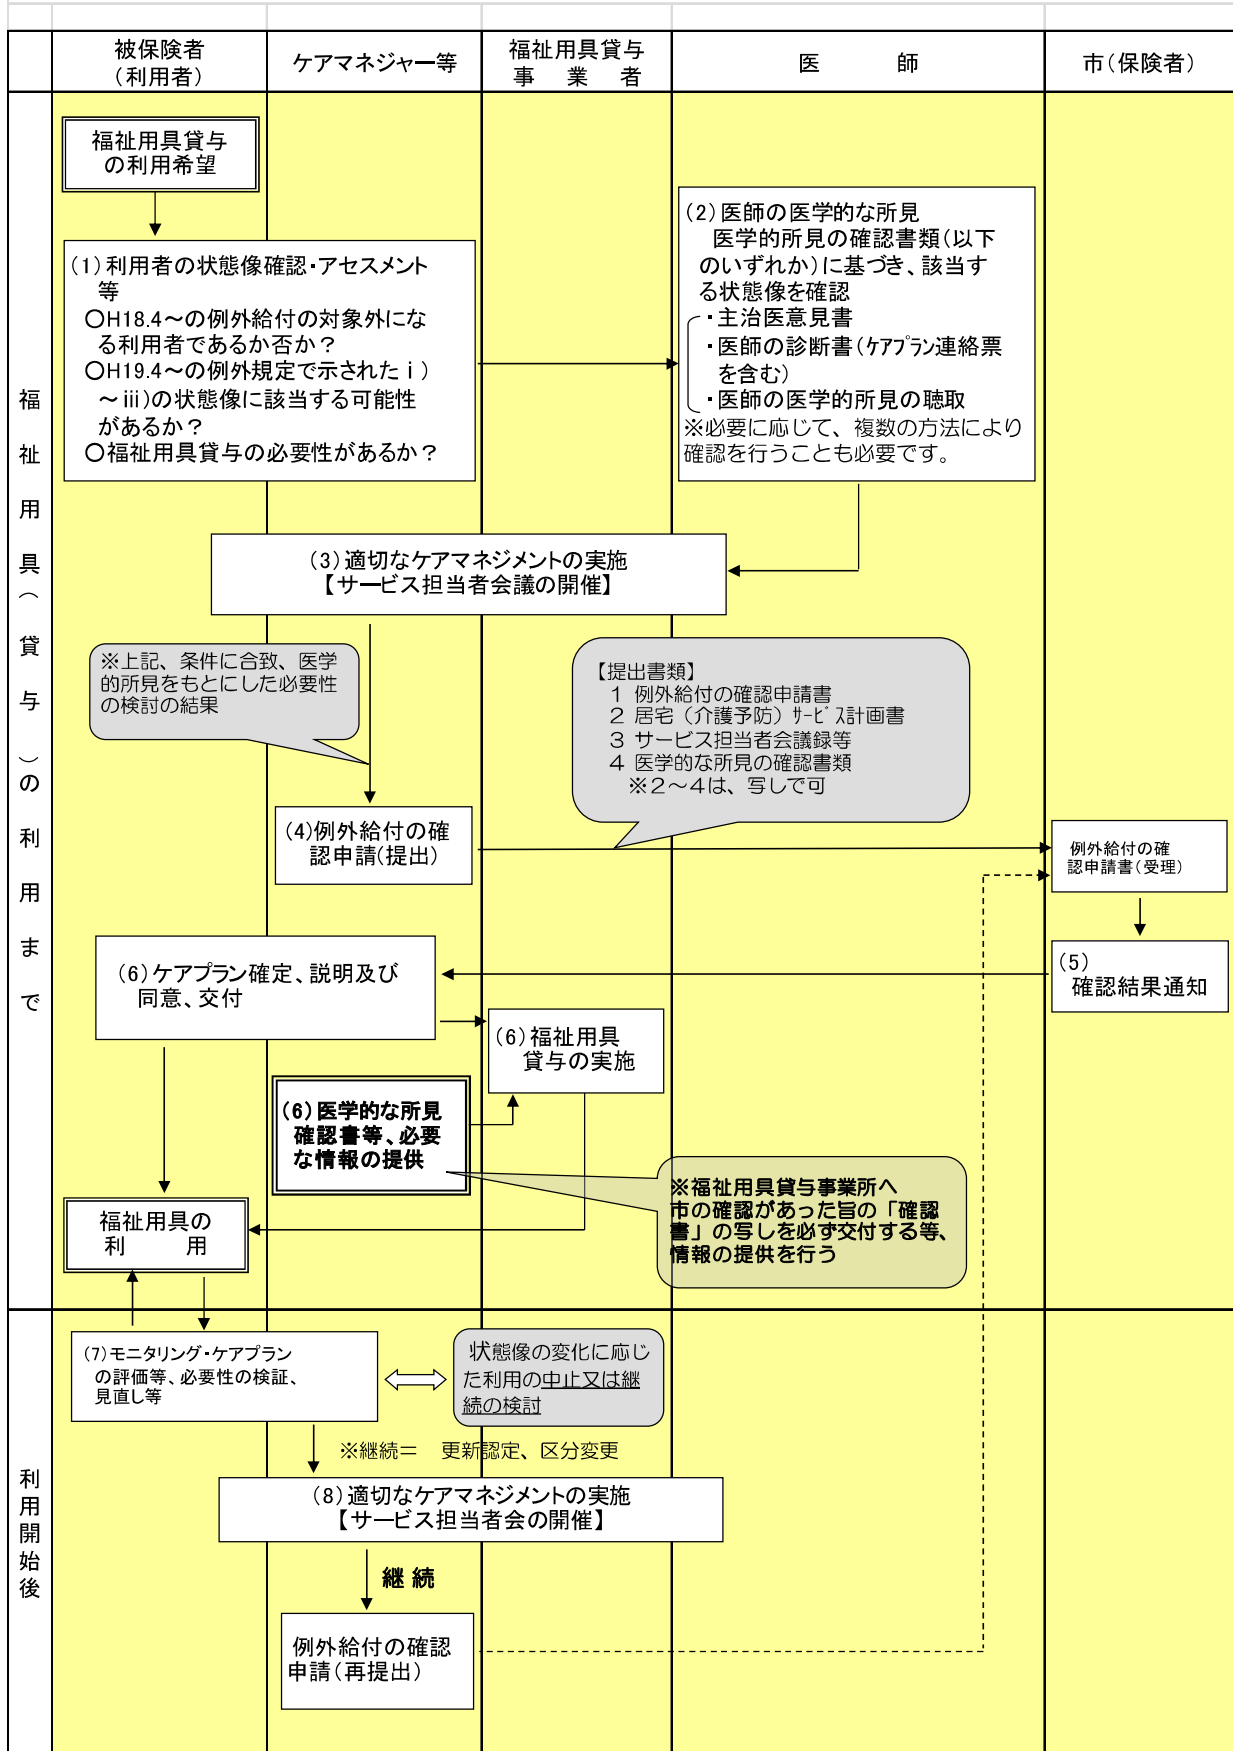 被保険者
（利用者）
ケアマネジャー等
福祉用具貸与
事　業　者
医　　師
市（保険者）
福祉用具（貸与）の利用まで
福祉用具貸与
の利用希望
(1)利用者の状態像確認・アセスメント
等
○H18.4～の例外給付の対象外にな
る利用者であるか否か？
○H19.4～の例外規定で示されたⅰ)
～ⅲ)の状態像に該当する可能性
があるか？
○福祉用具貸与の必要性があるか？
(2)医師の医学的な所見
医学的所見の確認書類（以下
のいずれか）に基づき、該当す
る状態像を確認
・主治医意見書
・医師の診断書（ｹｱﾌﾟﾗﾝ連絡票
を含む）
・医師の医学的所見の聴取
※必要に応じて、複数の方法により
確認を行うことも必要です。
(3)適切なケアマネジメントの実施
【サービス担当者会議の開催】
※上記、条件に合致、医学
的所見をもとにした必要性
の検討の結果
【提出書類】
1 例外給付の確認申請書
2 居宅（介護予防）ｻｰﾋﾞｽ計画書
3 サービス担当者会議録等
4 医学的な所見の確認書類
※2～4は、写しで可
(4)例外給付の確
認申請(提出）
例外給付の確
認申請書（受理）
(5)
確認結果通知
(6)ケアプラン確定、説明及び
同意、交付
(6)福祉用具
貸与の実施
(6)医学的な所見
確認書等、必要
な情報の提供
※福祉用具貸与事業所へ
市の確認があった旨の「確認
書」の写しを必ず交付する等、
情報の提供を行う
福祉用具の
利　　用
利用開始後
(7)モニタリング・ケアプラン
の評価等、必要性の検証、
見直し等
状態像の変化に応じ
た利用の中止又は継
続の検討
※継続＝　更新認定、区分変更
(8)適切なケアマネジメントの実施
【サービス担当者会の開催】
継 続
例外給付の確認
申請（再提出）